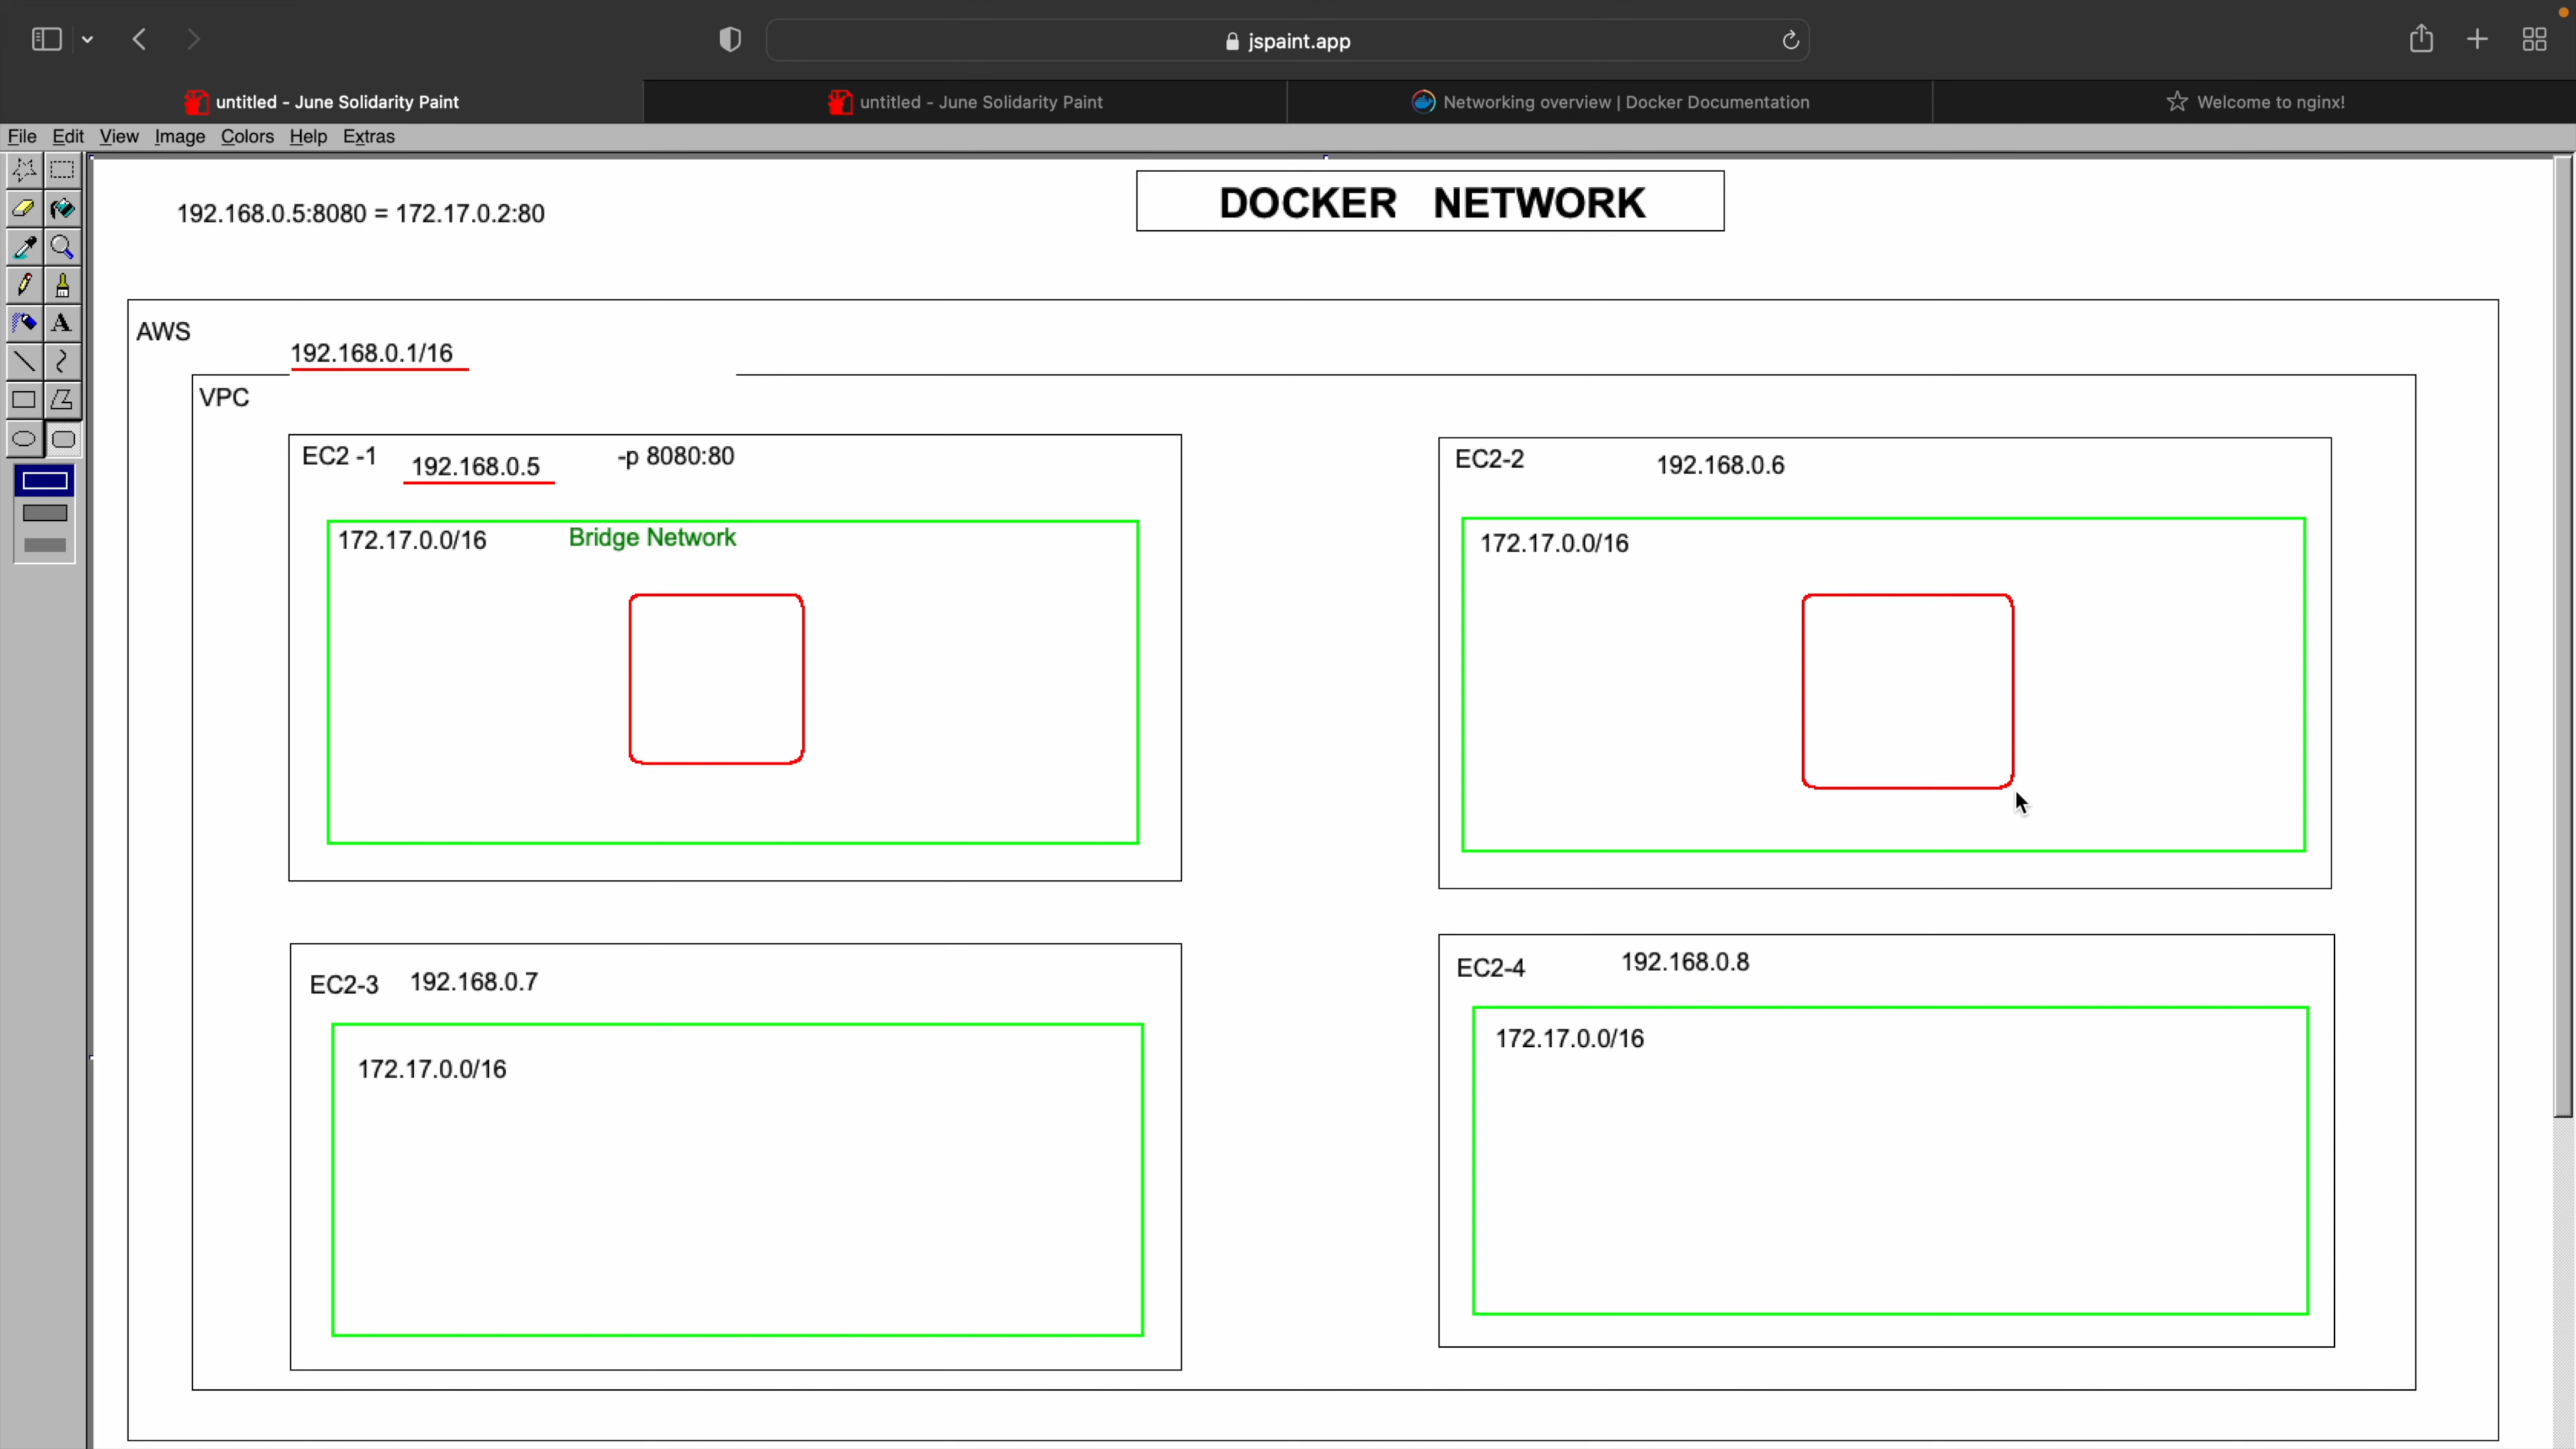 jspaint.app
untitled - June Solidarity Paint
untitled - June Solidarity Paint
Networking overview | Docker Documentation
Welcome to nginx!
File Edit View Image Colors Help Extras
DOCKER NETWORK
192.168.0.5:8080 = 172.17.0.2:80
AWS
192.168.0.1/16
VPC
EC2 -1
192.168.0.5
-p 8080:80
172.17.0.0/16
Bridge Network
EC2-2
192.168.0.6
172.17.0.0/16
EC2-3
192.168.0.7
172.17.0.0/16
EC2-4
192.168.0.8
172.17.0.0/16